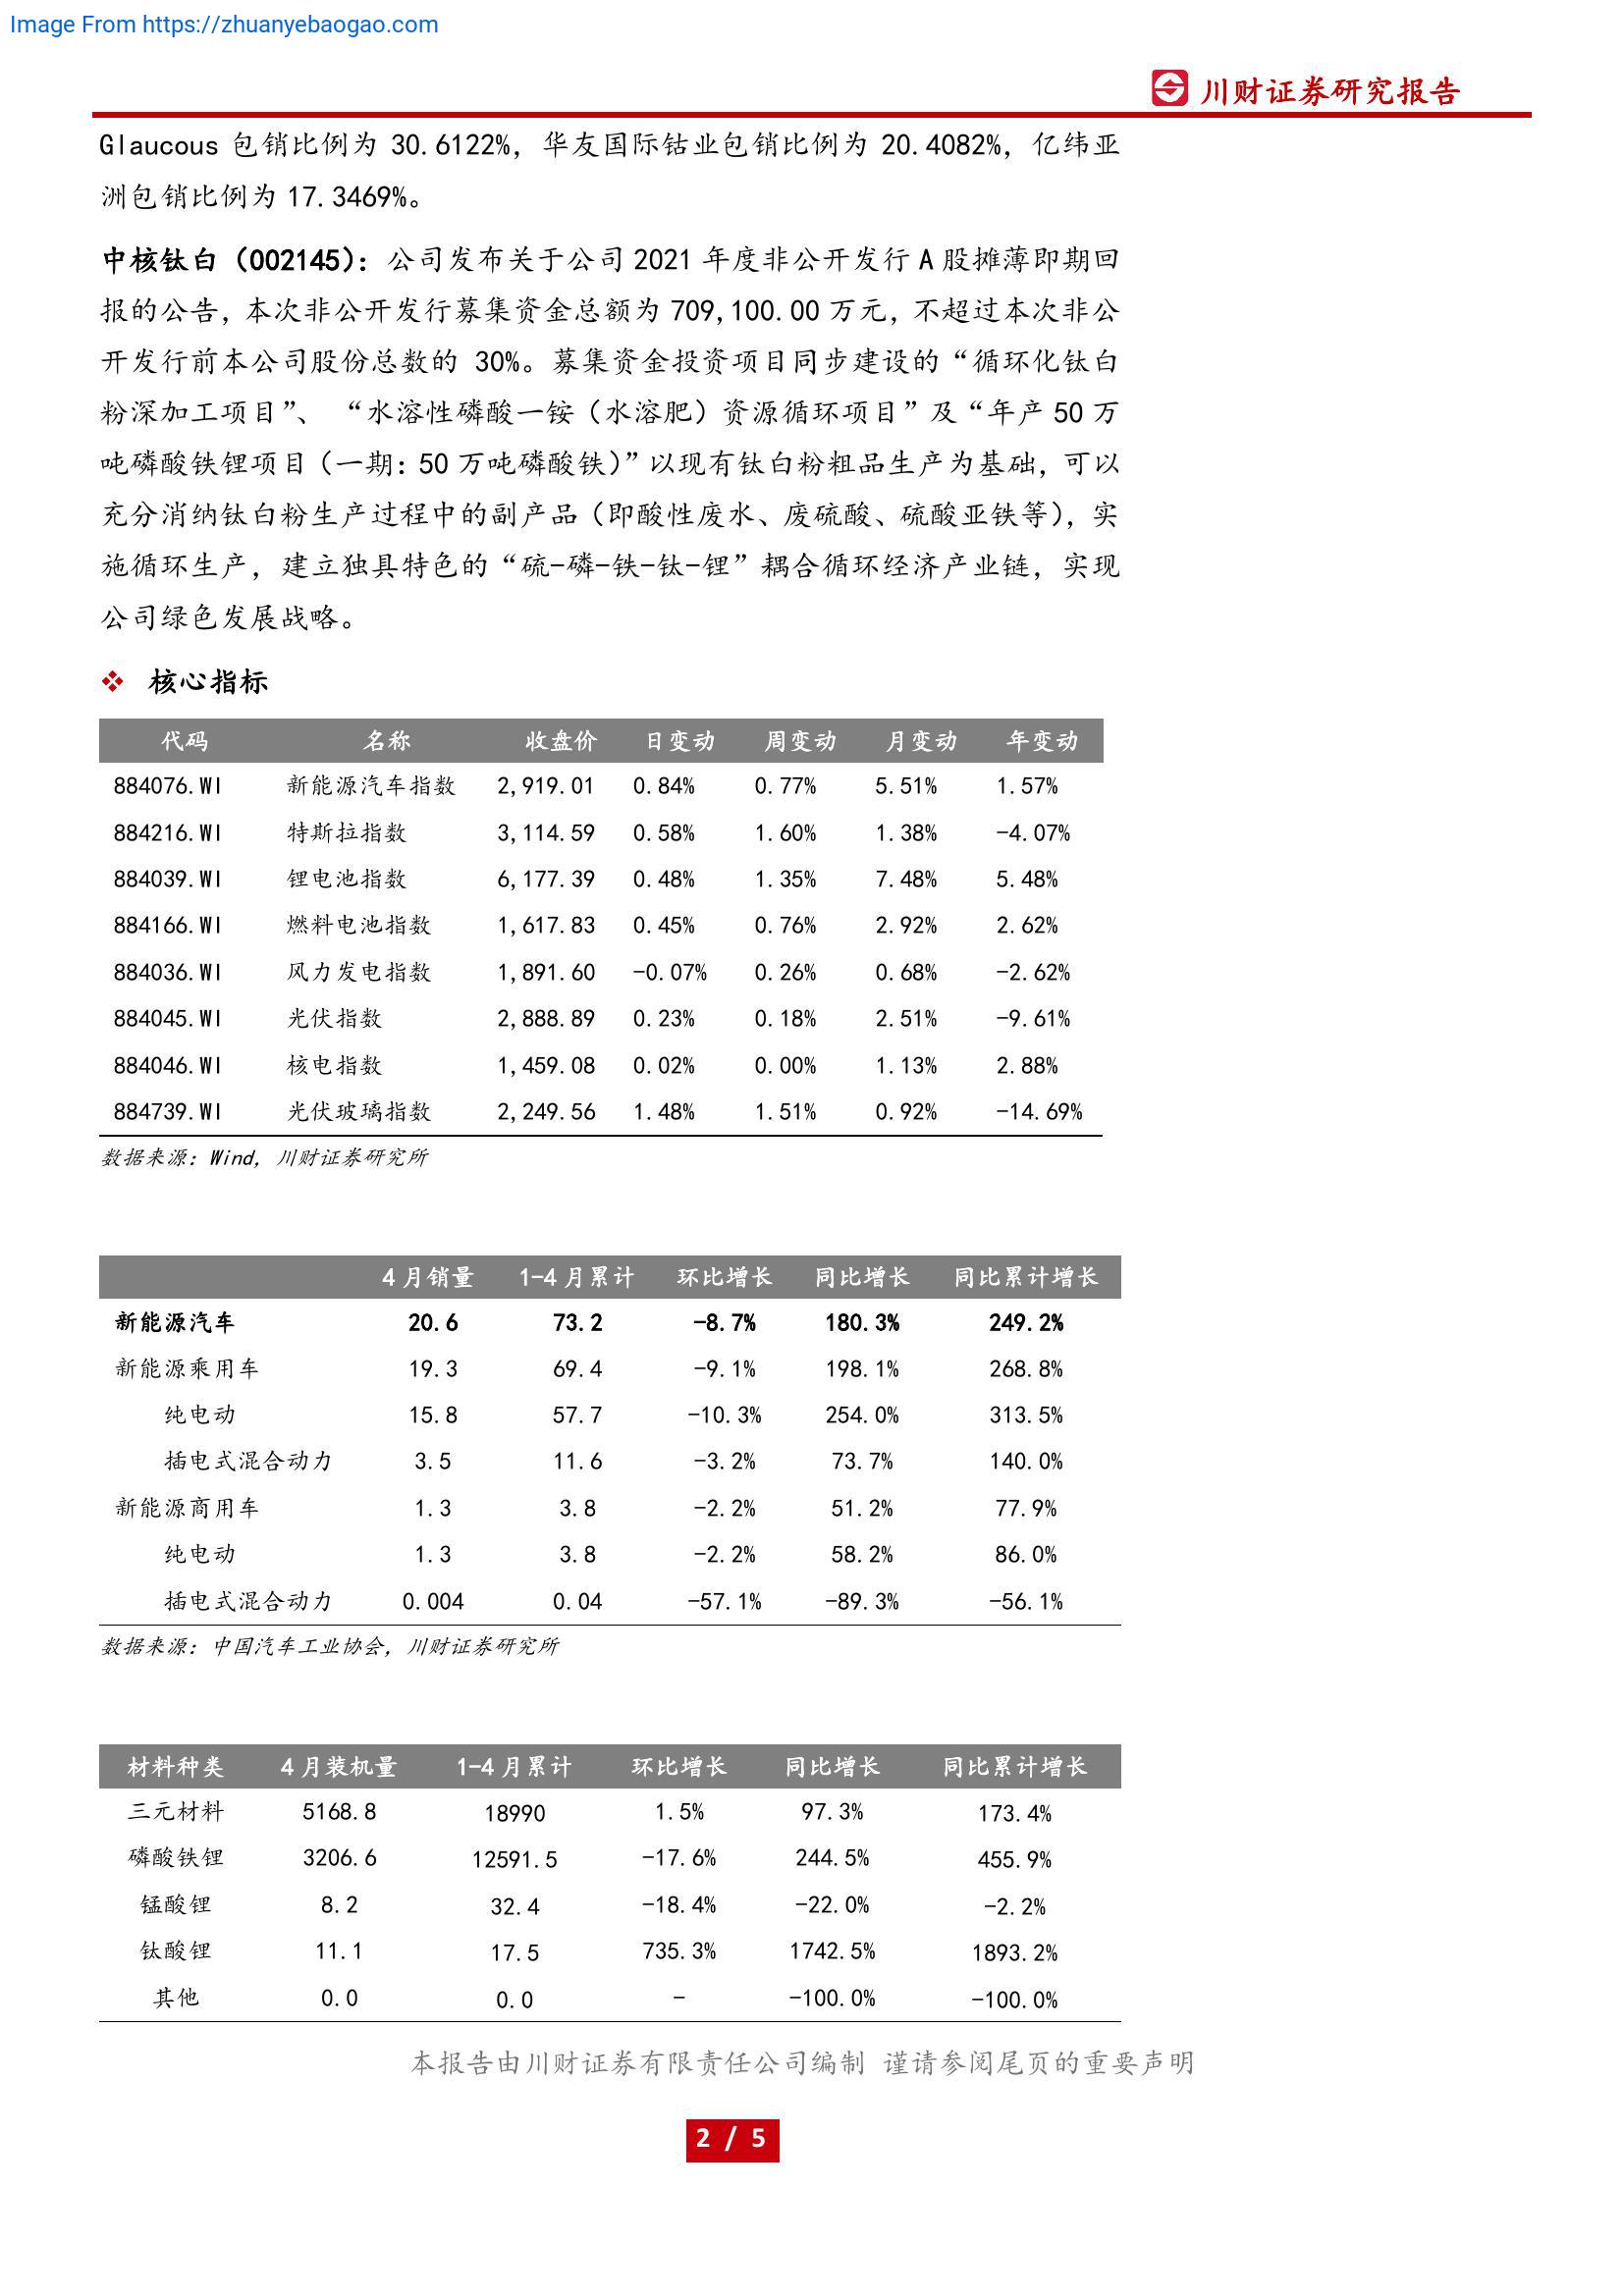 Image From https://zhuanyebaogao.com
川财证券研究报告
Glaucous 包销比例为 30.6122%，华友国际钴业包销比例为 20.4082%，亿纬亚
洲包销比例为 17.3469%。
中核钛白（002145）：公司发布关于公司 2021 年度非公开发行 A 股摊薄即期回
报的公告，本次非公开发行募集资金总额为 709,100.00 万元，不超过本次非公
开发行前本公司股份总数的 30%。募集资金投资项目同步建设的“循环化钛白
粉深加工项目”、 “水溶性磷酸一铵（水溶肥）资源循环项目”及“年产 50 万
吨磷酸铁锂项目（一期：50 万吨磷酸铁）”以现有钛白粉粗品生产为基础，可以
充分消纳钛白粉生产过程中的副产品（即酸性废水、废硫酸、硫酸亚铁等），实
施循环生产，建立独具特色的“硫-磷-铁-钛-锂”耦合循环经济产业链，实现
公司绿色发展战略。
❖ 核心指标
代码 名称 收盘价 日变动 周变动 月变动 年变动
884076.WI 新能源汽车指数 2,919.01 0.84% 0.77% 5.51% 1.57%
884216.WI 特斯拉指数 3,114.59 0.58% 1.60% 1.38% -4.07%
884039.WI 锂电池指数 6,177.39 0.48% 1.35% 7.48% 5.48%
884166.WI 燃料电池指数 1,617.83 0.45% 0.76% 2.92% 2.62%
884036.WI 风力发电指数 1,891.60 -0.07% 0.26% 0.68% -2.62%
884045.WI 光伏指数 2,888.89 0.23% 0.18% 2.51% -9.61%
884046.WI 核电指数 1,459.08 0.02% 0.00% 1.13% 2.88%
884739.WI 光伏玻璃指数 2,249.56 1.48% 1.51% 0.92% -14.69%
数据来源：Wind，川财证券研究所
4 月销量 1-4 月累计 环比增长 同比增长 同比累计增长
新能源汽车 20.6 73.2 -8.7% 180.3% 249.2%
新能源乘用车 19.3 69.4 -9.1% 198.1% 268.8%
纯电动 15.8 57.7 -10.3% 254.0% 313.5%
插电式混合动力 3.5 11.6 -3.2% 73.7% 140.0%
新能源商用车 1.3 3.8 -2.2% 51.2% 77.9%
纯电动 1.3 3.8 -2.2% 58.2% 86.0%
插电式混合动力 0.004 0.04 -57.1% -89.3% -56.1%
数据来源：中国汽车工业协会，川财证券研究所
材料种类 4 月装机量 1-4 月累计 环比增长 同比增长 同比累计增长
三元材料 5168.8 18990 1.5% 97.3% 173.4%
磷酸铁锂 3206.6 12591.5 -17.6% 244.5% 455.9%
锰酸锂 8.2 32.4 -18.4% -22.0% -2.2%
钛酸锂 11.1 17.5 735.3% 1742.5% 1893.2%
其他 0.0 0.0 - -100.0% -100.0%
本报告由川财证券有限责任公司编制 谨请参阅尾页的重要声明
2 / 5